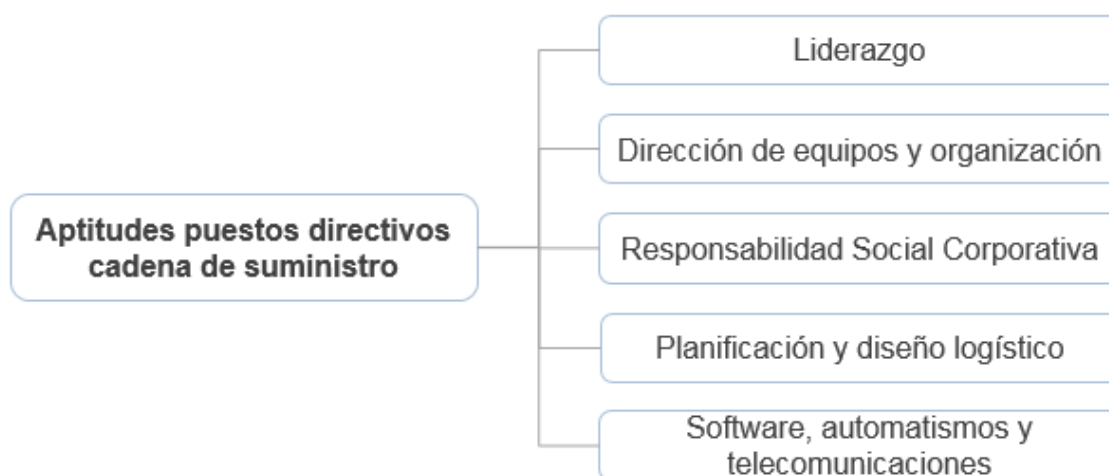 Aptitudes puestos directivos
cadena de suministro
Liderazgo
Dirección de equipos y organización
Responsabilidad Social Corporativa
Planificación y diseño logístico
Software, automatismos y
telecomunicaciones